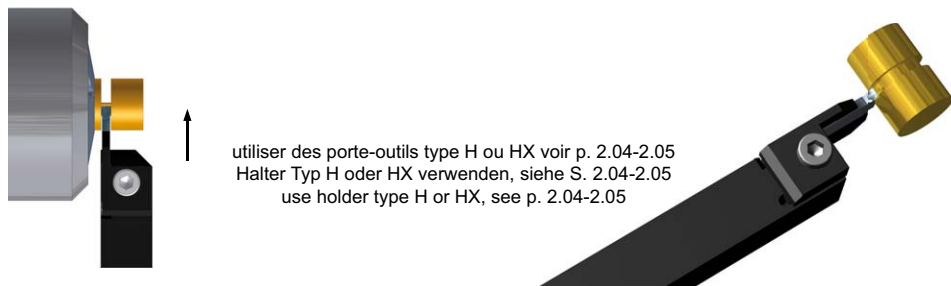 utiliser des porte-outils type H ou HX voir p. 2.04-2.05
Halter Typ H oder HX verwenden, siehe S. 2.04-2.05
use holder type H or HX, see p. 2.04-2.05